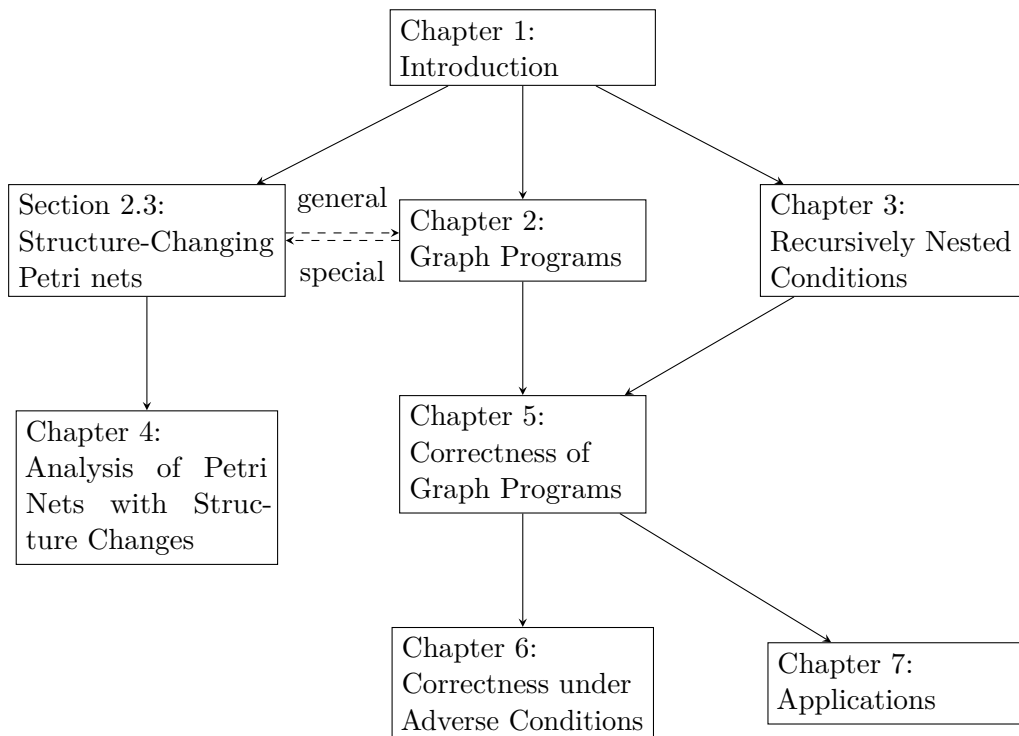 Chapter 1:
Introduction
Section 2.3:
Structure-Changing
Petri nets
general
special
Chapter 2:
Graph Programs
Chapter 3:
Recursively Nested
Conditions
Chapter 4:
Analysis of Petri
Nets with Struc-
ture Changes
Chapter 5:
Correctness of
Graph Programs
Chapter 6:
Correctness under
Adverse Conditions
Chapter 7:
Applications